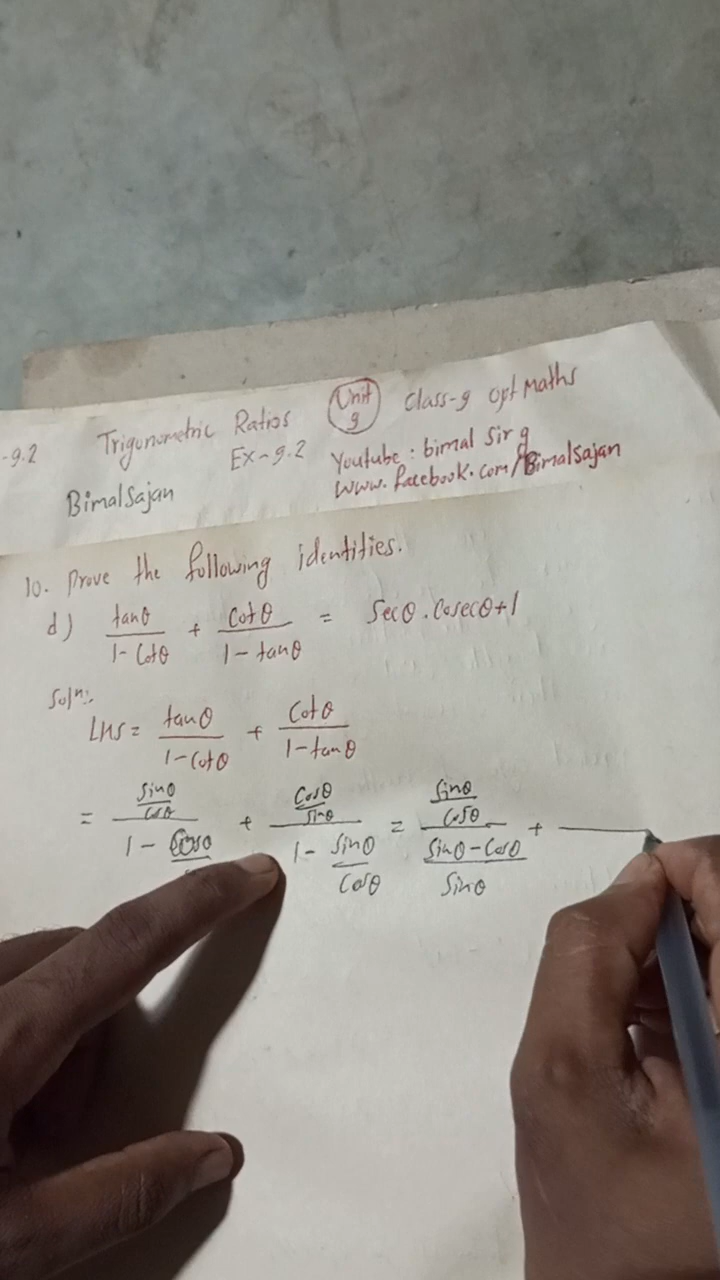 -9.2 Trigonometric Ratios Unit 9 Class-9 opt Maths
Ex-9.2 Youtube : bimal Sir g
BimalSajan www.facebook.com/BimalSajan
10. Prove the following identities.
d) tanθ/1-Cotθ + Cotθ/1-tanθ = Secθ.Cosecθ+1
Soln:
LHS = tanθ/1-Cotθ + Cotθ/1-tanθ
= Sinθ/Cosθ/1 - Cosθ + Cosθ/Sinθ/1 - Sinθ/Cosθ = Sinθ/Cosθ/Sinθ-Cosθ/Sinθ +